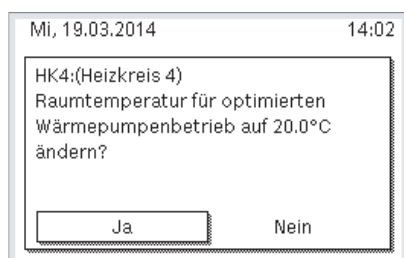 Mi, 19.03.2014 14:02
HK4:(Heizkreis 4)
Raumtemperatur für optimierten
Wärmepumpenbetrieb auf 20.0°C
ändern?
Ja Nein